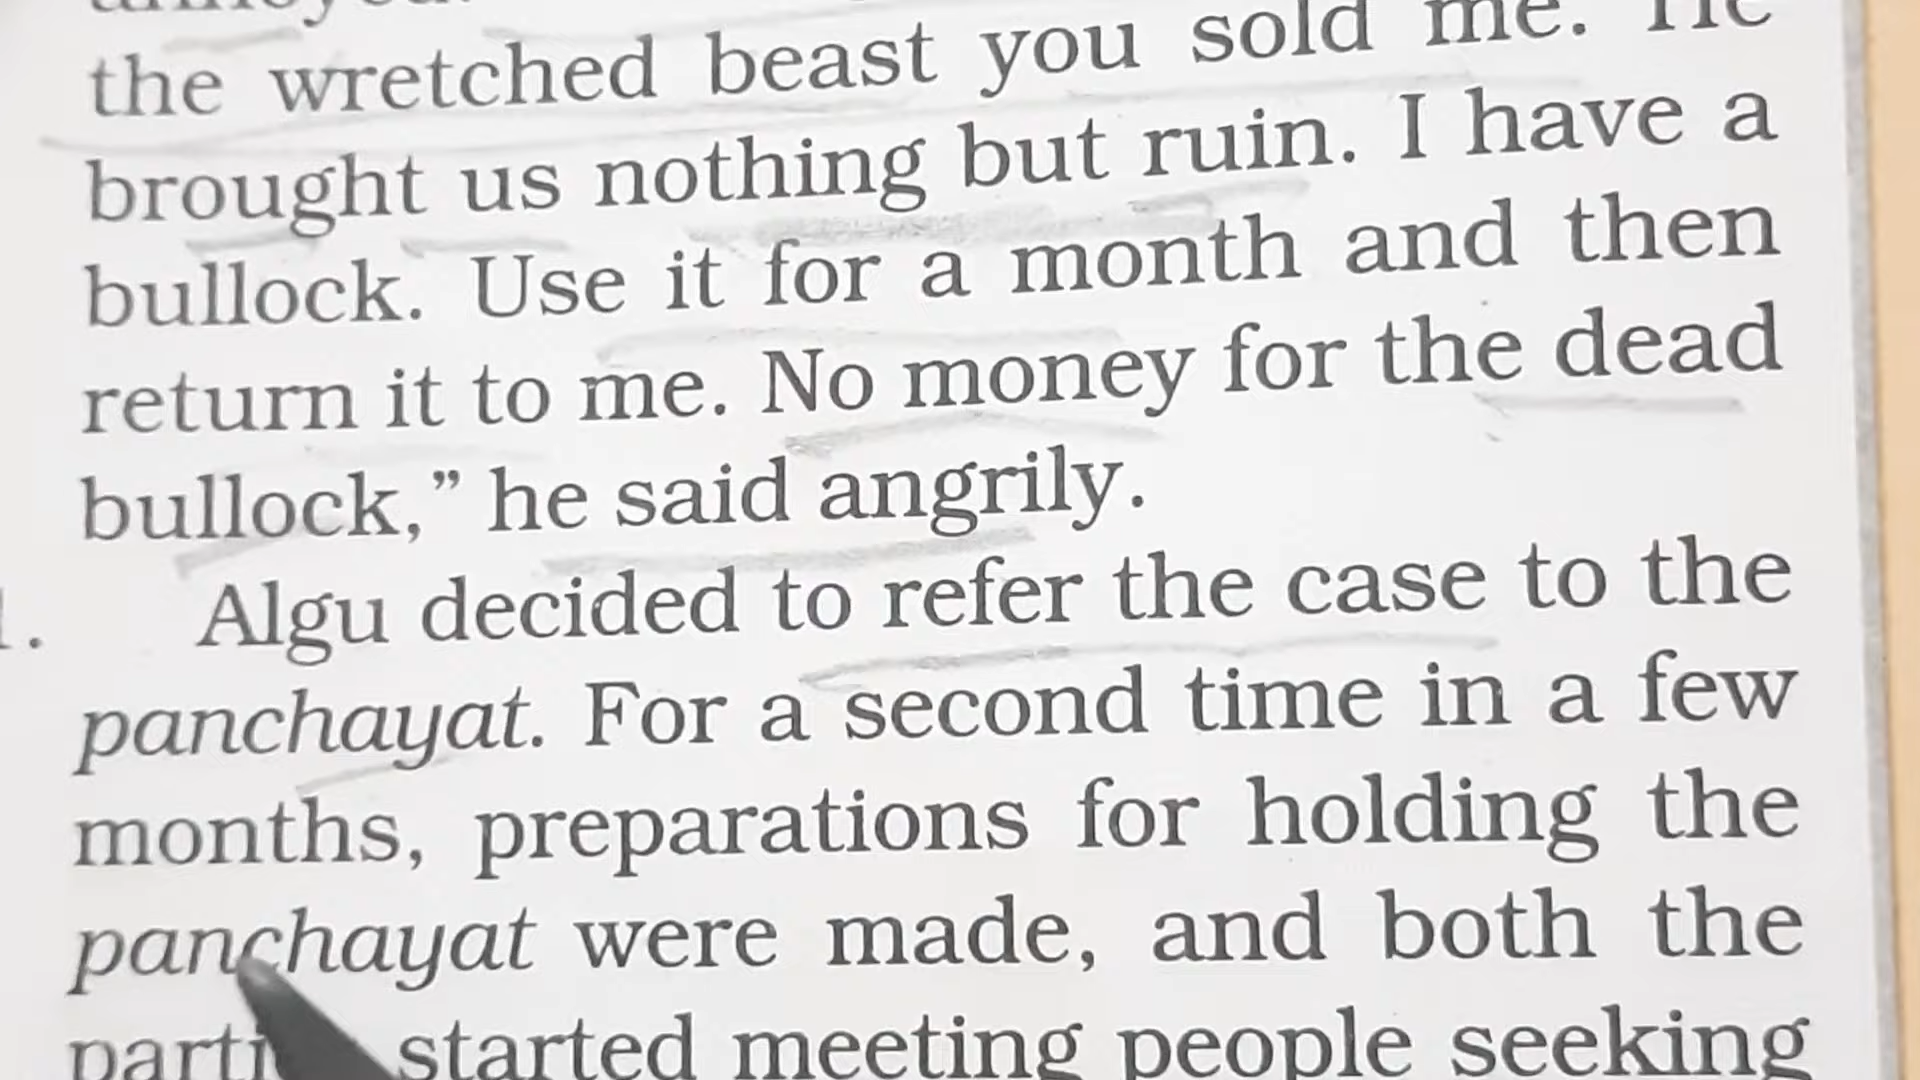 the wretched beast you sold me. He
brought us nothing but ruin. I have a
bullock. Use it for a month and then
return it to me. No money for the dead
bullock,” he said angrily.
Algu decided to refer the case to the
panchayat. For a second time in a few
months, preparations for holding the
panchayat were made, and both the
started meeting people seeking